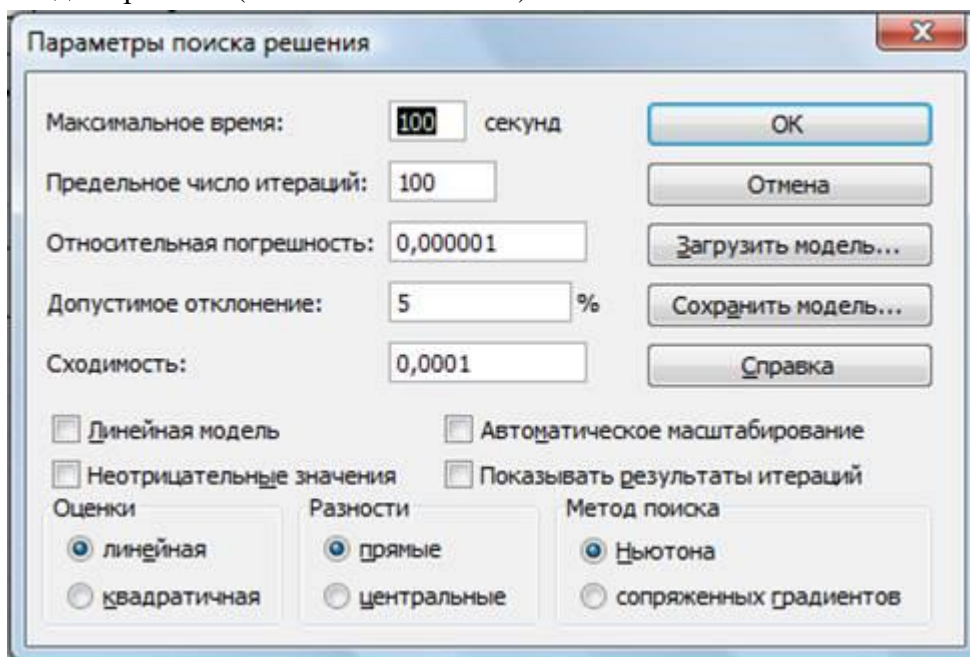 Параметры поиска решения
Максимальное время: 100 секунд
OK
Предельное число итераций: 100
Отмена
Относительная погрешность: 0,000001
Загрузить модель...
Допустимое отклонение: 5 %
Сохранить модель...
Сходимость: 0,0001
Справка
Линейная модель
Автоматическое масштабирование
Неотрицательные значения
Показывать результаты итераций
Оценки
Разности
Метод поиска
линейная
прямые
Ньютона
квадратичная
центральные
сопряженных градиентов